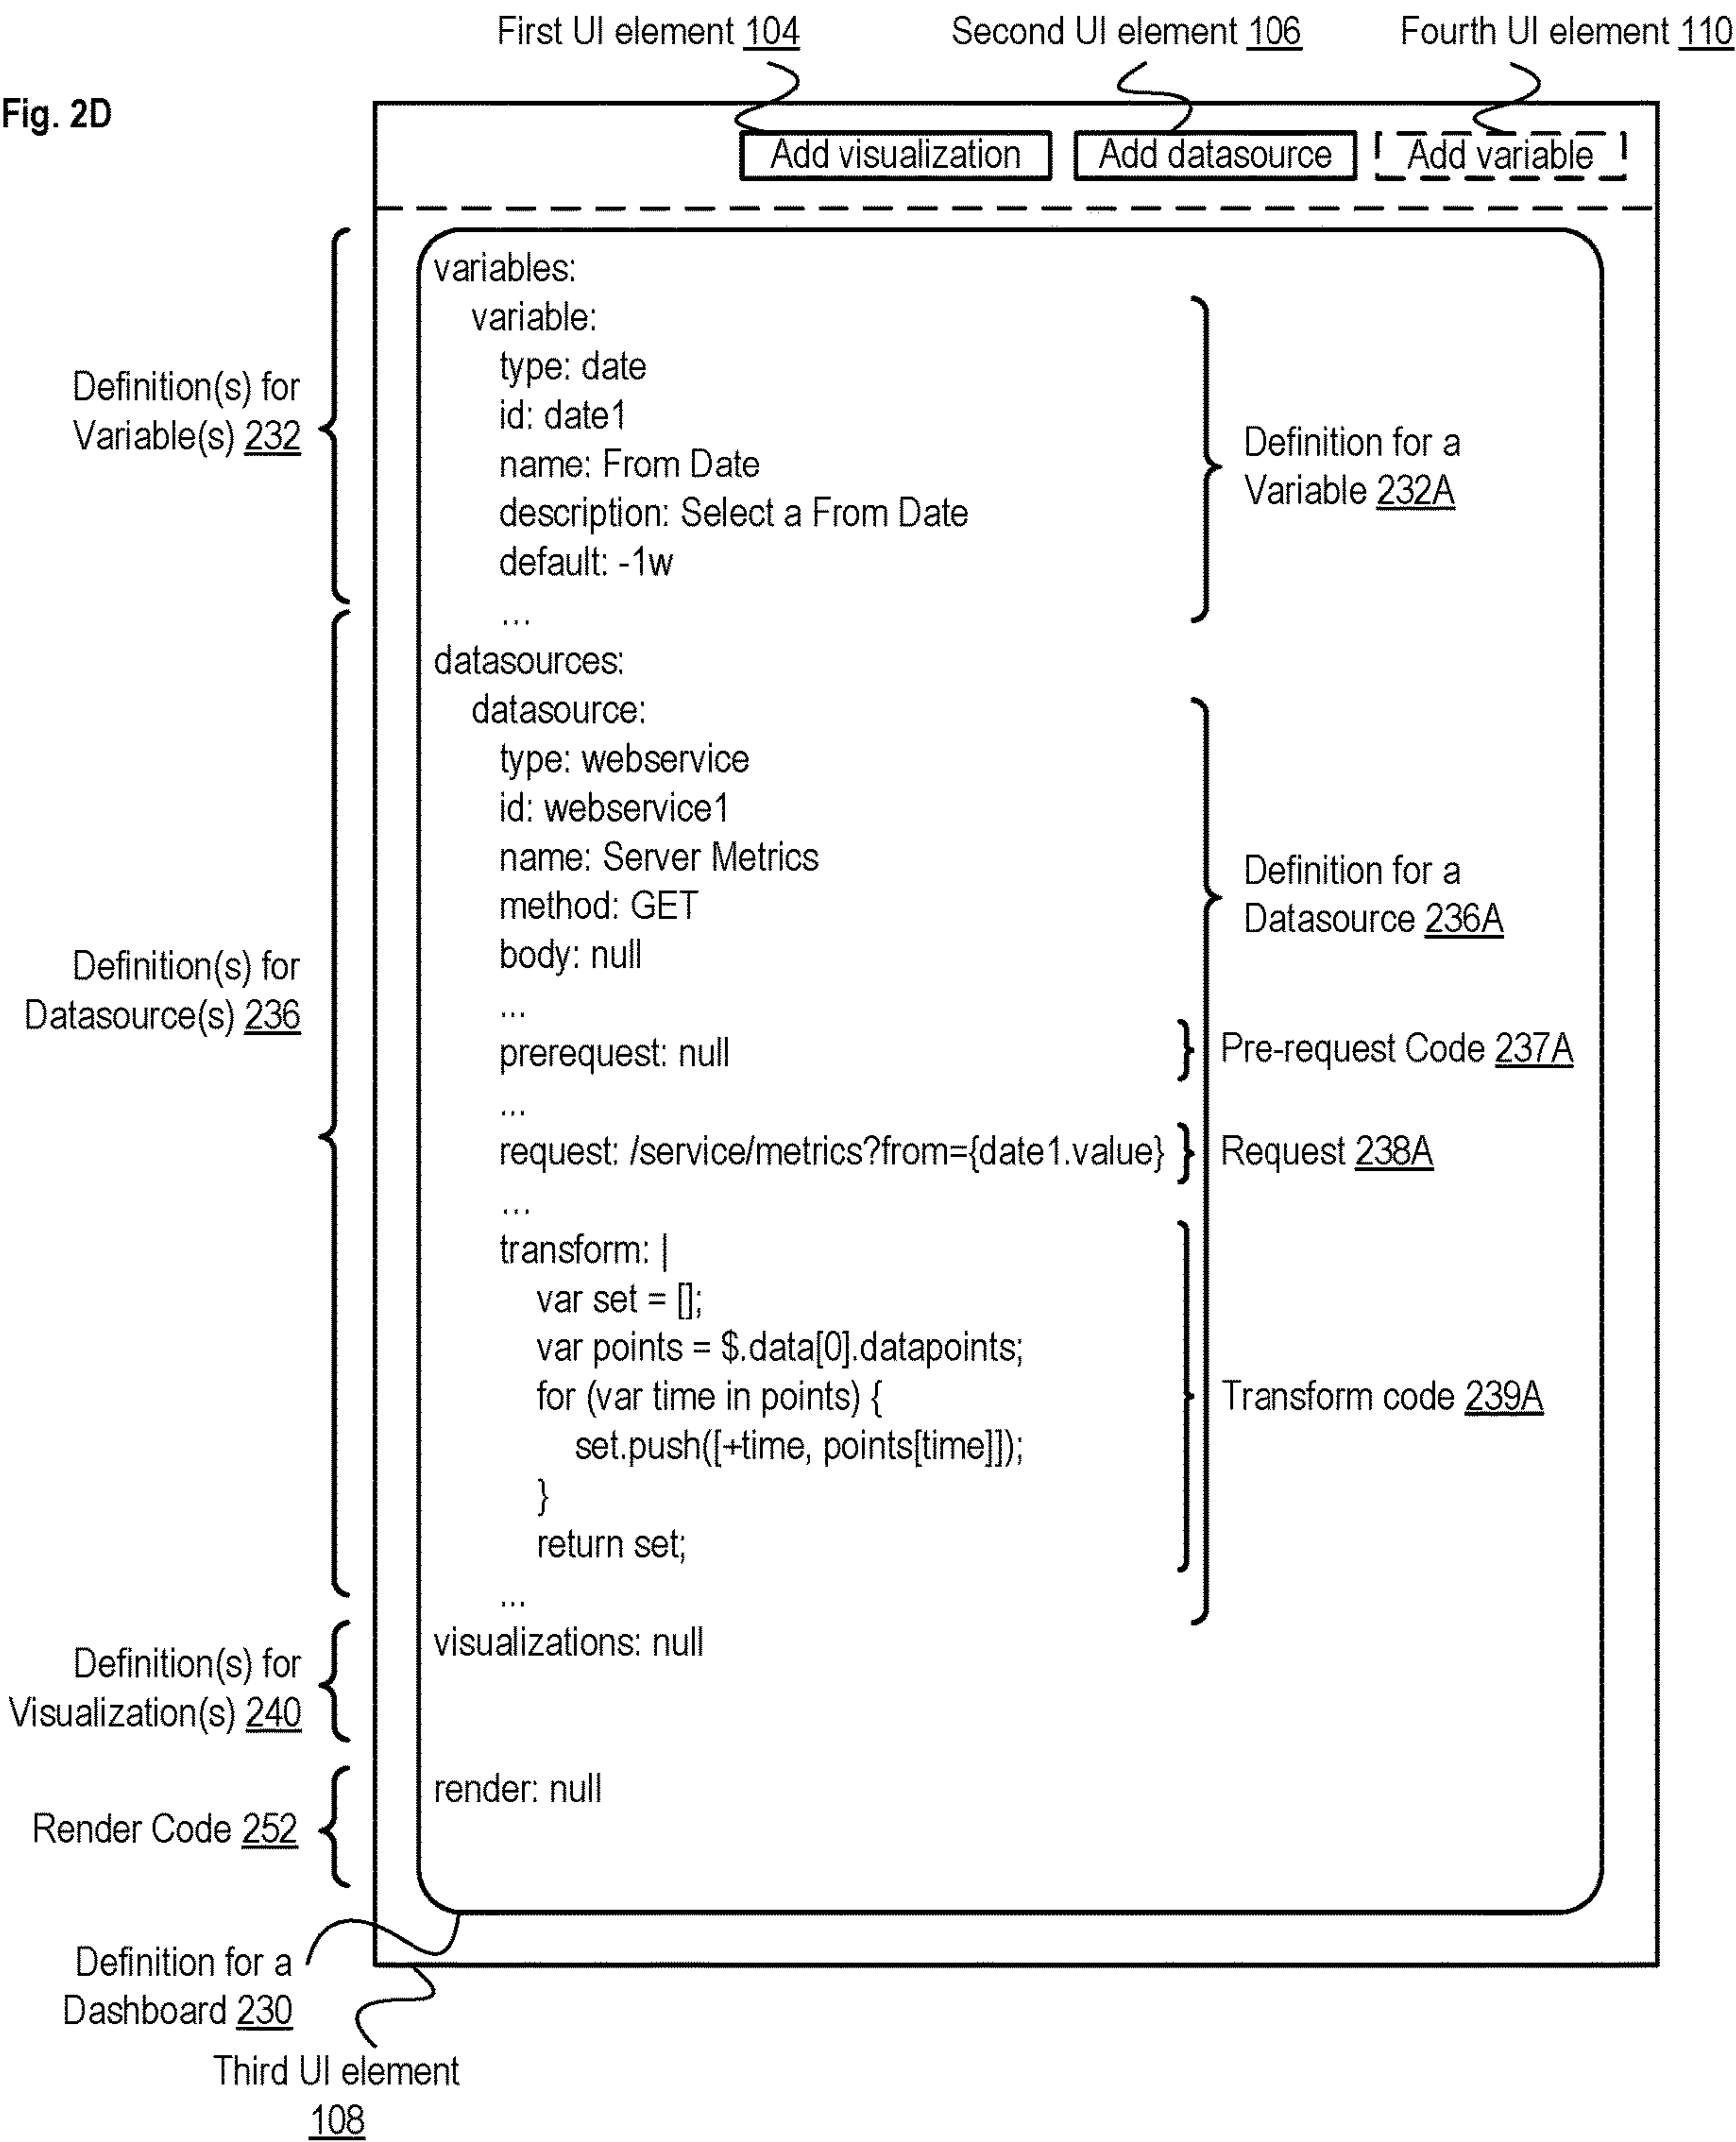 First UI element 104
Second UI element 106
Fourth UI element 110
Fig. 2D
Add visualization
Add datasource
Add variable
variables:
variable:
type: date
id: date1
name: From Date
description: Select a From Date
default: -1w
...
Definition(s) for
Variable(s) 232
Definition for a
Variable 232A
datasources:
datasource:
type: webservice
id: webservice1
name: Server Metrics
method: GET
body: null
...
prerequest: null
...
request: /service/metrics?from={date1.value}
...
transform: |
var set = [];
var points = $.data[0].datapoints;
for (var time in points) {
set.push([+time, points[time]]);
}
return set;
...
Definition(s) for
Datasource(s) 236
Definition for a
Datasource 236A
Pre-request Code 237A
Request 238A
Transform code 239A
visualizations: null
Definition(s) for
Visualization(s) 240
render: null
Render Code 252
Definition for a
Dashboard 230
Third UI element
108